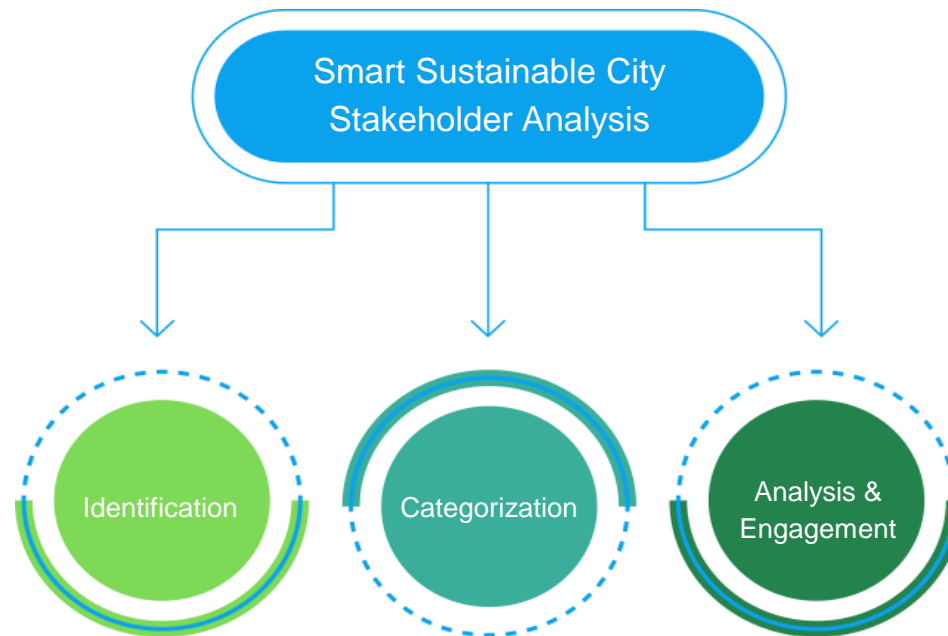 Smart Sustainable City
Stakeholder Analysis
Identification
Categorization
Analysis &
Engagement